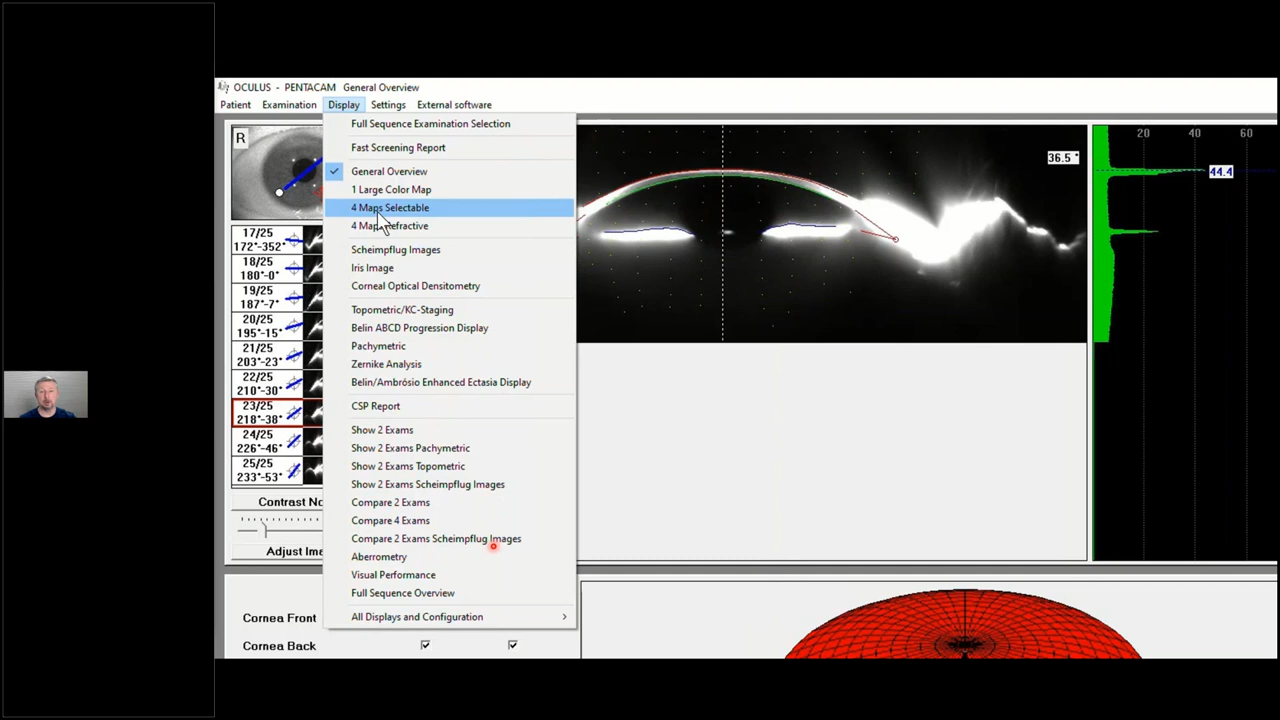 OCULUS - PENTACAM General Overview
Patient Examination Display Settings External software
R
Full Sequence Examination Selection
Fast Screening Report
General Overview
1 Large Color Map
4 Maps Selectable
4 Maps Refractive
Scheimpflug Images
Iris Image
Corneal Optical Densitometry
Topometric/KC-Staging
Belin ABCD Progression Display
Pachymetric
Zernike Analysis
Belin/Ambrósio Enhanced Ectasia Display
CSP Report
Show 2 Exams
Show 2 Exams Pachymetric
Show 2 Exams Topometric
Show 2 Exams Scheimpflug Images
Compare 2 Exams
Compare 4 Exams
Compare 2 Exams Scheimpflug Images
Aberrometry
Visual Performance
Full Sequence Overview
All Displays and Configuration
17/25
172°-352°
18/25
180°-0°
19/25
187°-7°
20/25
195°-15°
21/25
203°-23°
22/25
210°-30°
23/25
218°-38°
24/25
226°-46°
25/25
233°-53°
Contrast
Adjust
Cornea Front
Cornea Back
36.5 °
20 40 60
44.4